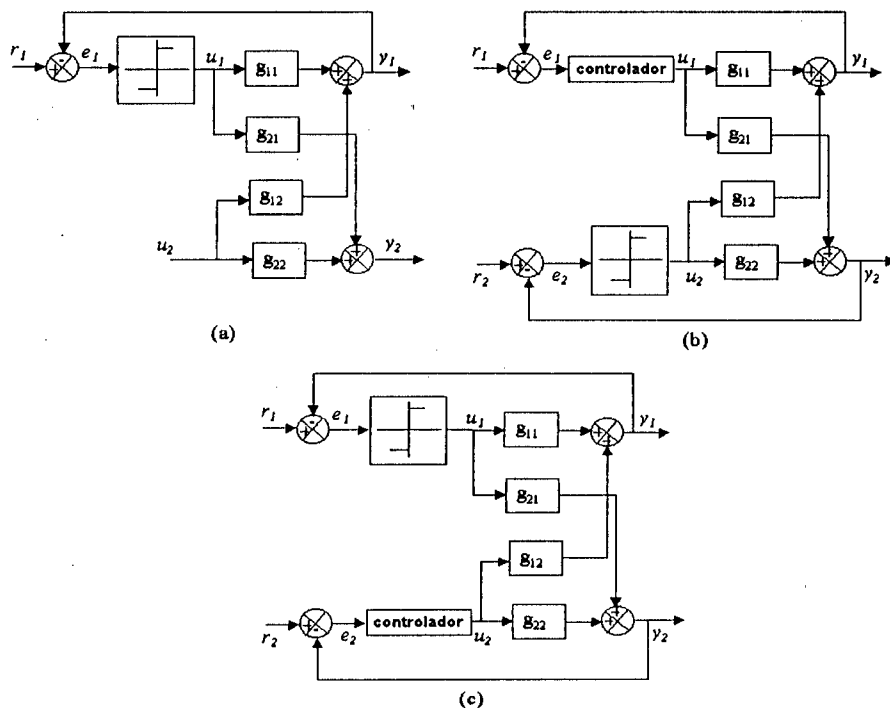 r1 e1 u1 g11 y1
g21
g12
u2 g22 y2
(a)
r1 e1 controlador u1 g11 y1
g21
g12
r2 e2 u2 g22 y2
(b)
r1 e1 u1 g11 y1
g21
g12
r2 e2 controlador u2 g22 y2
(c)